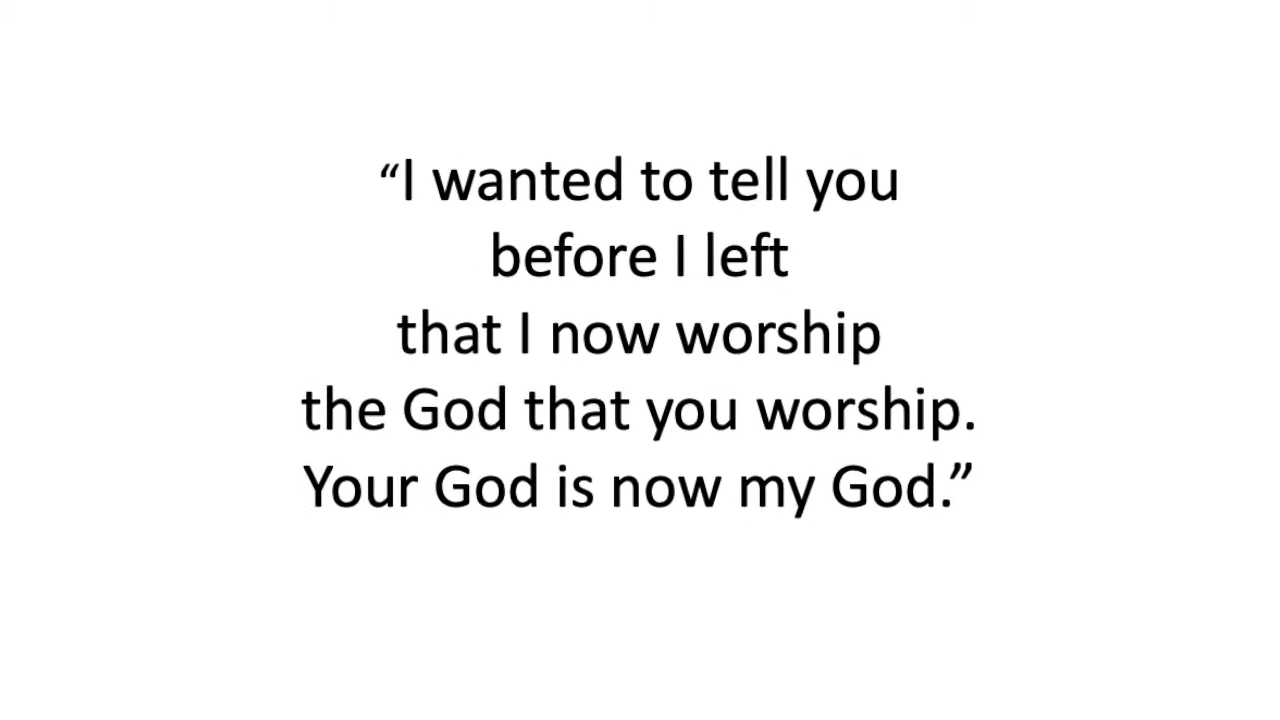 “I wanted to tell you
before I left
that I now worship
the God that you worship.
Your God is now my God.”